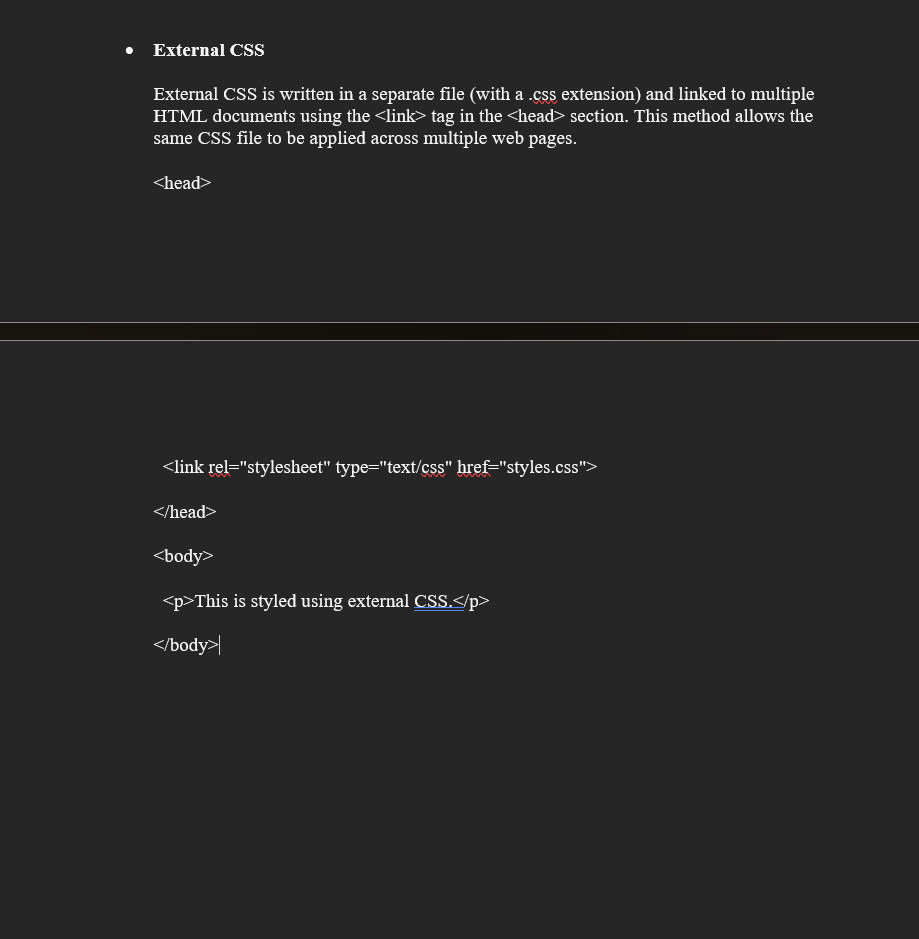 • External CSS
External CSS is written in a separate file (with a .css extension) and linked to multiple
HTML documents using the <link> tag in the <head> section. This method allows the
same CSS file to be applied across multiple web pages.
<head>
<link rel="stylesheet" type="text/css" href="styles.css">
</head>
<body>
<p>This is styled using external CSS.</p>
</body>